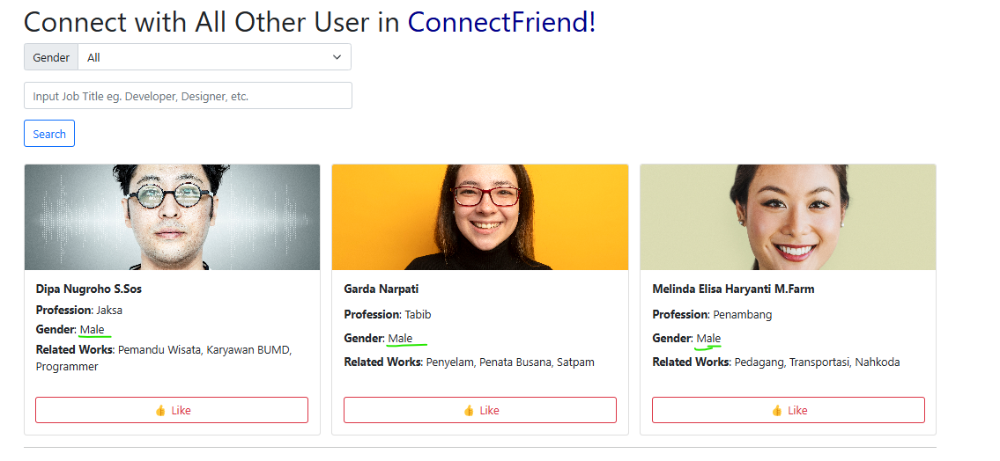 Connect with All Other User in ConnectFriend!
Gender All
Input Job Title eg. Developer, Designer, etc.
Search
Dipa Nugroho S.Sos
Profession: Jaksa
Gender: Male
Related Works: Pemandu Wisata, Karyawan BUMD,
Programmer
👍 Like
Garda Narpati
Profession: Tabib
Gender: Male
Related Works: Penyelam, Penata Busana, Satpam
👍 Like
Melinda Elisa Haryanti M.Farm
Profession: Penambang
Gender: Male
Related Works: Pedagang, Transportasi, Nahkoda
👍 Like